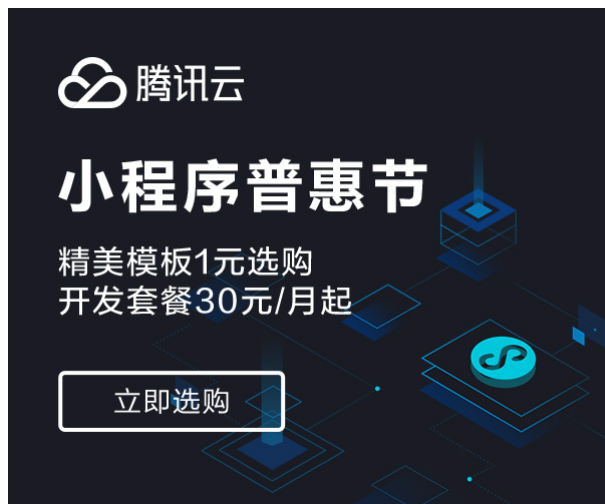 腾讯云
小程序普惠节
精美模板1元选购
开发套餐30元/月起
立即选购